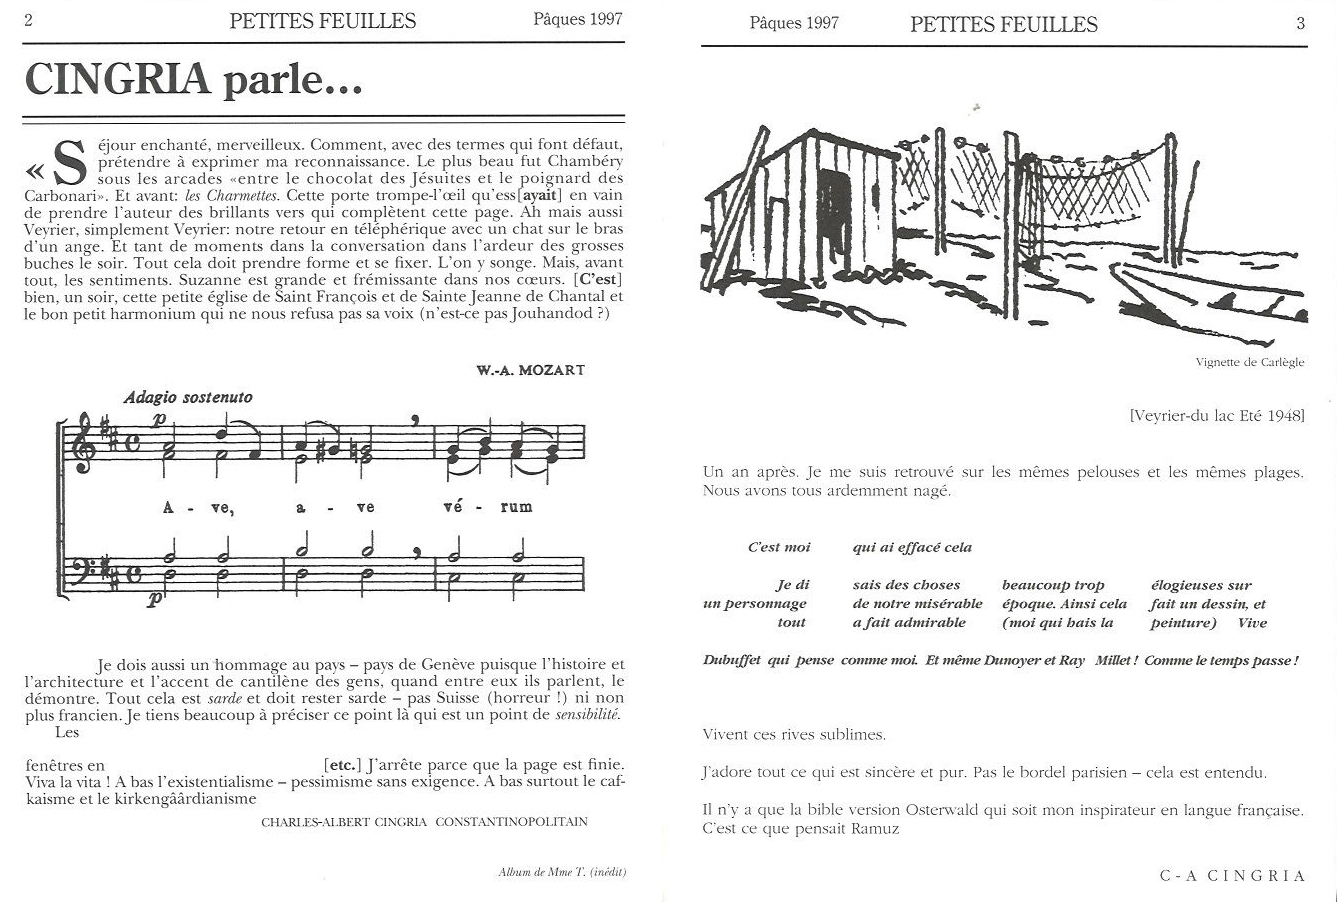 2 PETITES FEUILLES Pâques 1997
CINGRIA parle...
« Séjour enchanté, merveilleux. Comment, avec des termes qui font défaut,
prétendre à exprimer ma reconnaissance. Le plus beau fut Chambéry
sous les arcades «entre le chocolat des Jésuites et le poignard des
Carbonari». Et avant: les Charmettes. Cette porte trompe-l'œil qu'ess[ayait] en vain
de prendre l'auteur des brillants vers qui complètent cette page. Ah mais aussi
Veyrier, simplement Veyrier: notre retour en téléphérique avec un chat sur le bras
d'un ange. Et tant de moments dans la conversation dans l'ardeur des grosses
buches le soir. Tout cela doit prendre forme et se fixer. L'on y songe. Mais, avant
tout, les sentiments. Suzanne est grande et frémissante dans nos cœurs. [C'est]
bien, un soir, cette petite église de Saint François et de Sainte Jeanne de Chantal et
le bon petit harmonium qui ne nous refusa pas sa voix (n'est-ce pas Jouhandod ?)
W.-A. MOZART
Adagio sostenuto
p
A - ve, a - ve vé - rum
p
Je dois aussi un hommage au pays – pays de Genève puisque l'histoire et
l'architecture et l'accent de cantilène des gens, quand entre eux ils parlent, le
démontre. Tout cela est sarde et doit rester sarde – pas Suisse (horreur !) ni non
plus francien. Je tiens beaucoup à préciser ce point là qui est un point de sensibilité.
Les
fenêtres en [etc.] J'arrête parce que la page est finie.
Viva la vita ! A bas l'existentialisme – pessimisme sans exigence. A bas surtout le caf-
kaisme et le kirkengâârdianisme
CHARLES-ALBERT CINGRIA CONSTANTINOPOLITAIN
Album de Mme T. (inédit)
Pâques 1997 PETITES FEUILLES 3
Vignette de Carlègle
[Veyrier-du lac Eté 1948]
Un an après. Je me suis retrouvé sur les mêmes pelouses et les mêmes plages.
Nous avons tous ardemment nagé.
C'est moi qui ai effacé cela
Je di sais des choses beaucoup trop élogieuses sur
un personnage de notre misérable époque. Ainsi cela fait un dessin, et
tout a fait admirable (moi qui hais la peinture) Vive
Dubuffet qui pense comme moi. Et même Dunoyer et Ray Millet ! Comme le temps passe !
Vivent ces rives sublimes.
J'adore tout ce qui est sincère et pur. Pas le bordel parisien – cela est entendu.
Il n'y a que la bible version Osterwald qui soit mon inspirateur en langue française.
C'est ce que pensait Ramuz
C - A CINGRIA